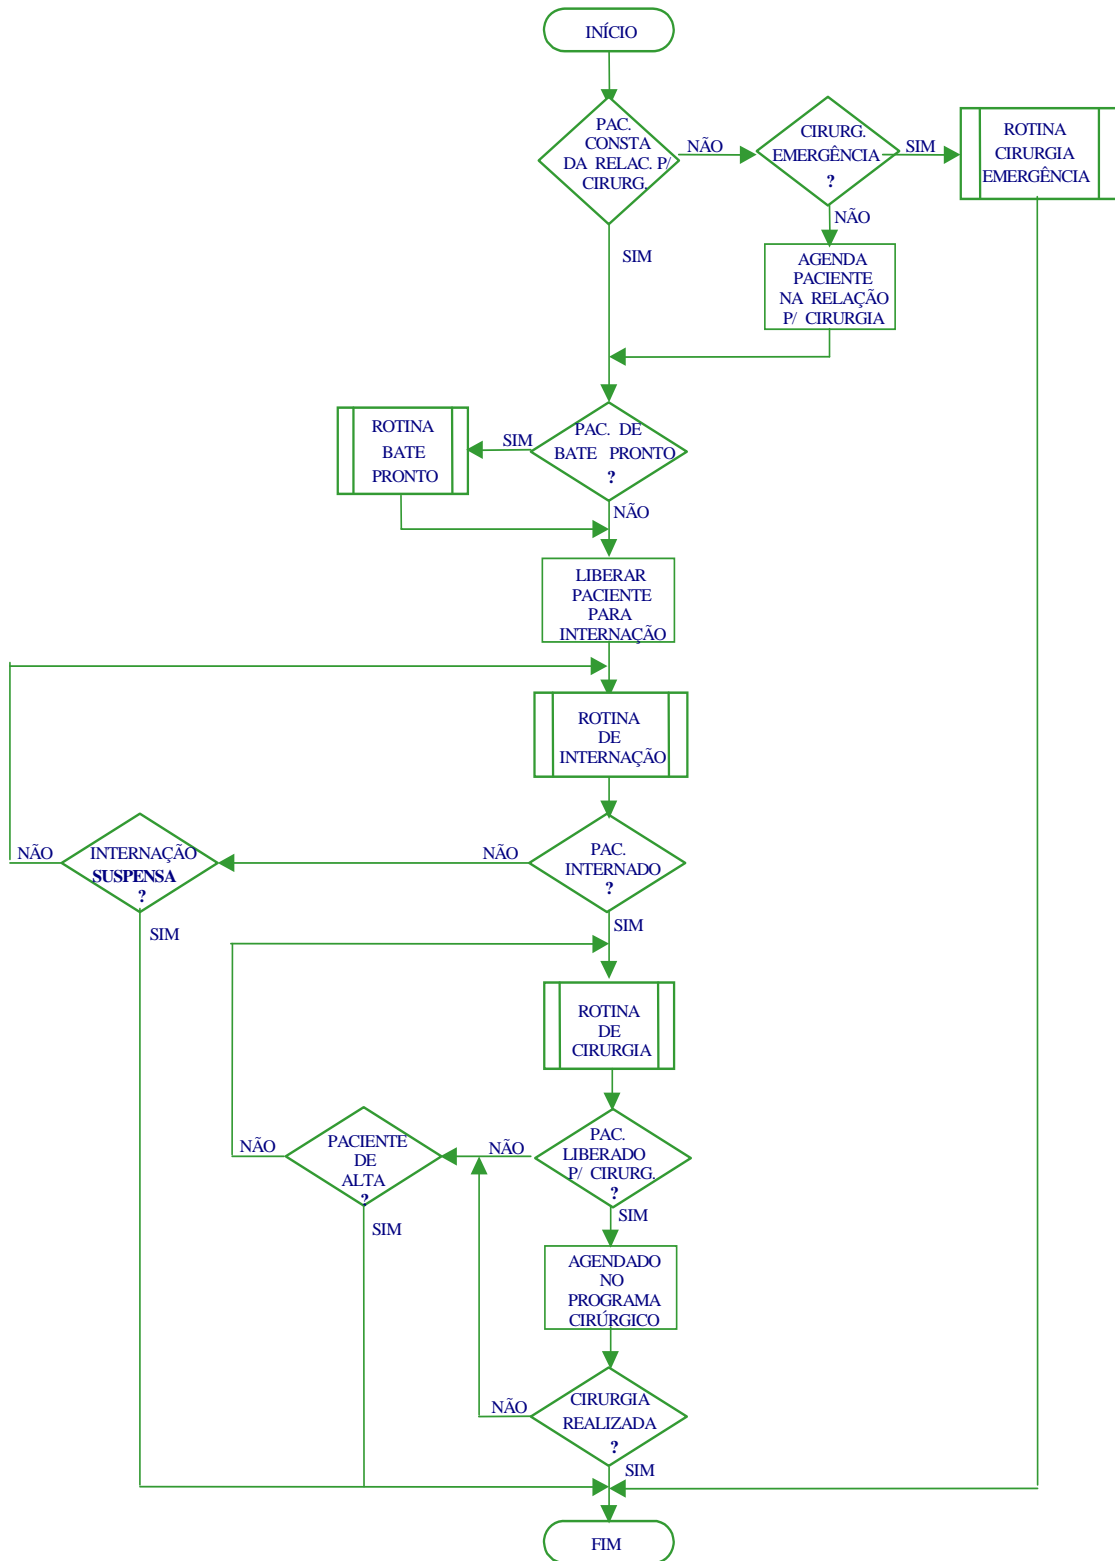 INÍCIO
PAC.
CONSTA
DA RELAC. P/
CIRURG.
NÃO
CIRURG.
EMERGÊNCIA
?
SIM
ROTINA
CIRURGIA
EMERGÊNCIA
NÃO
SIM
AGENDA
PACIENTE
NA RELAÇÃO
P/ CIRURGIA
ROTINA
BATE
PRONTO
SIM
PAC. DE
BATE PRONTO
?
NÃO
LIBERAR
PACIENTE
PARA
INTERNAÇÃO
ROTINA
DE
INTERNAÇÃO
NÃO
INTERNAÇÃO
SUSPENSA
?
NÃO
PAC.
INTERNADO
?
SIM
SIM
ROTINA
DE
CIRURGIA
NÃO
PACIENTE
DE
ALTA
?
NÃO
PAC.
LIBERADO
P/ CIRURG.
?
SIM
SIM
AGENDADO
NO
PROGRAMA
CIRÚRGICO
NÃO
CIRURGIA
REALIZADA
?
SIM
FIM